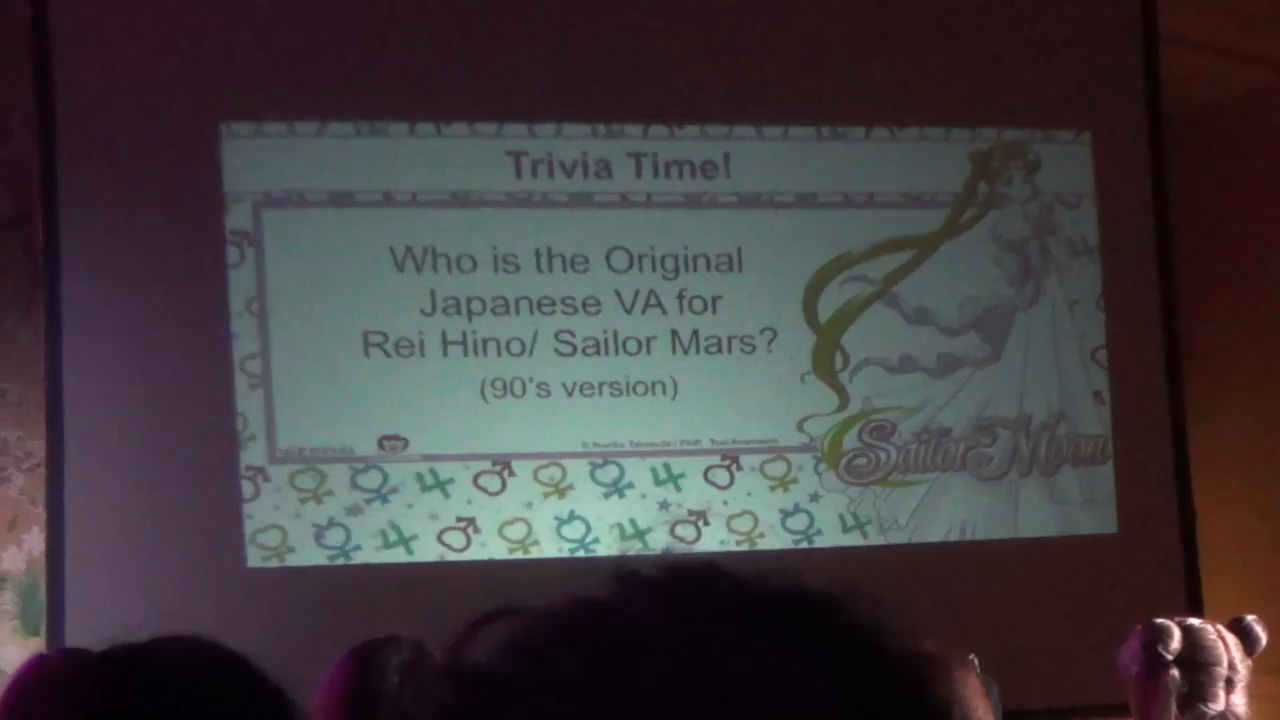 Trivia Time!
Who is the Original
Japanese VA for
Rei Hino/ Sailor Mars?
(90's version)
Sailor Moon